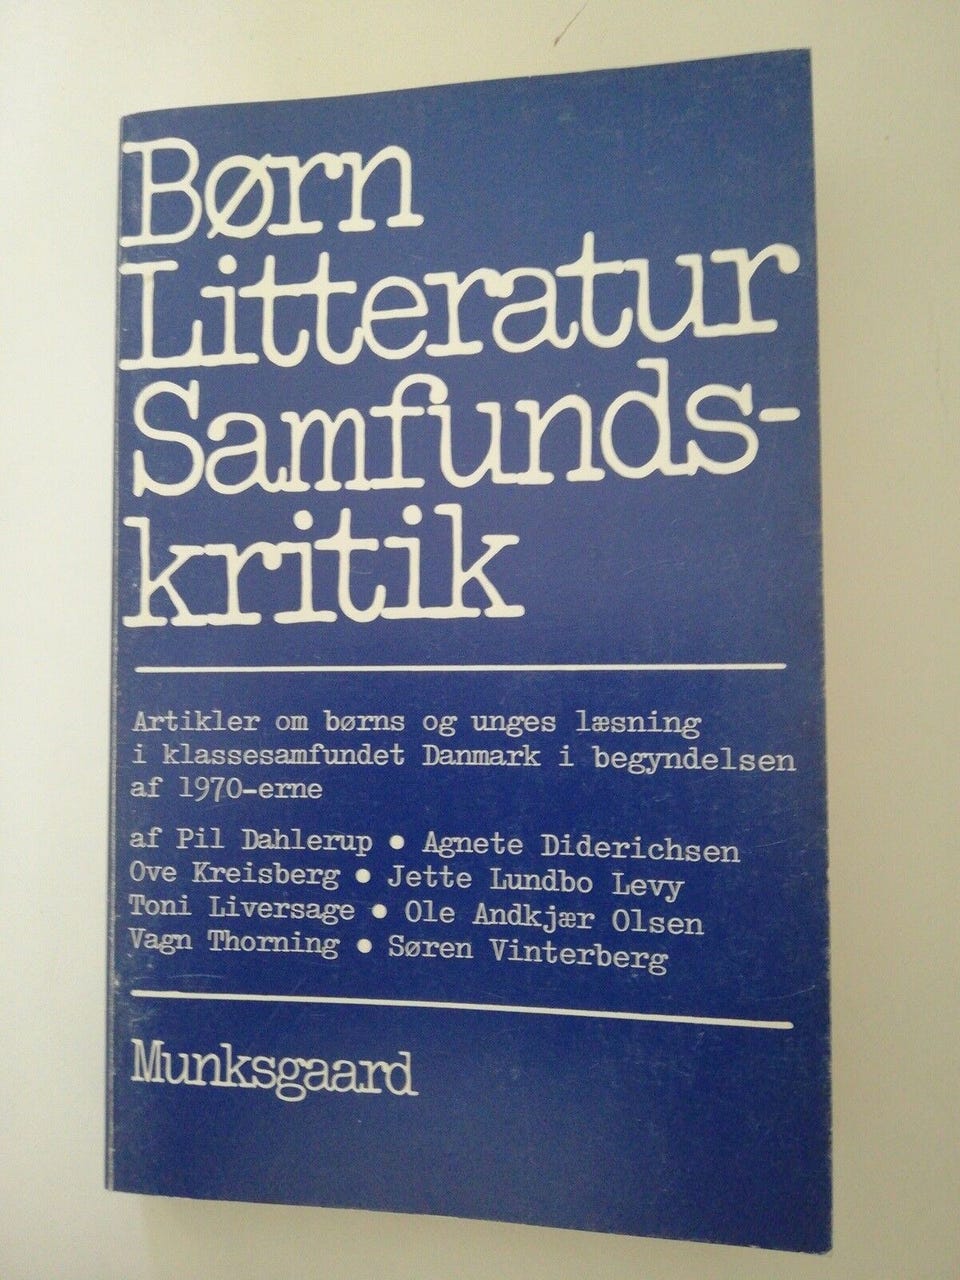 Børn
Litteratur
Samfunds-
kritik
Artikler om børns og unges læsning
i klassesamfundet Danmark i begyndelsen
af 1970-erne
af Pil Dahlerup ● Agnete Diderichsen
Ove Kreisberg ● Jette Lundbo Levy
Toni Liversage ● Ole Andkjær Olsen
Vagn Thorning ● Søren Vinterberg
Munksgaard